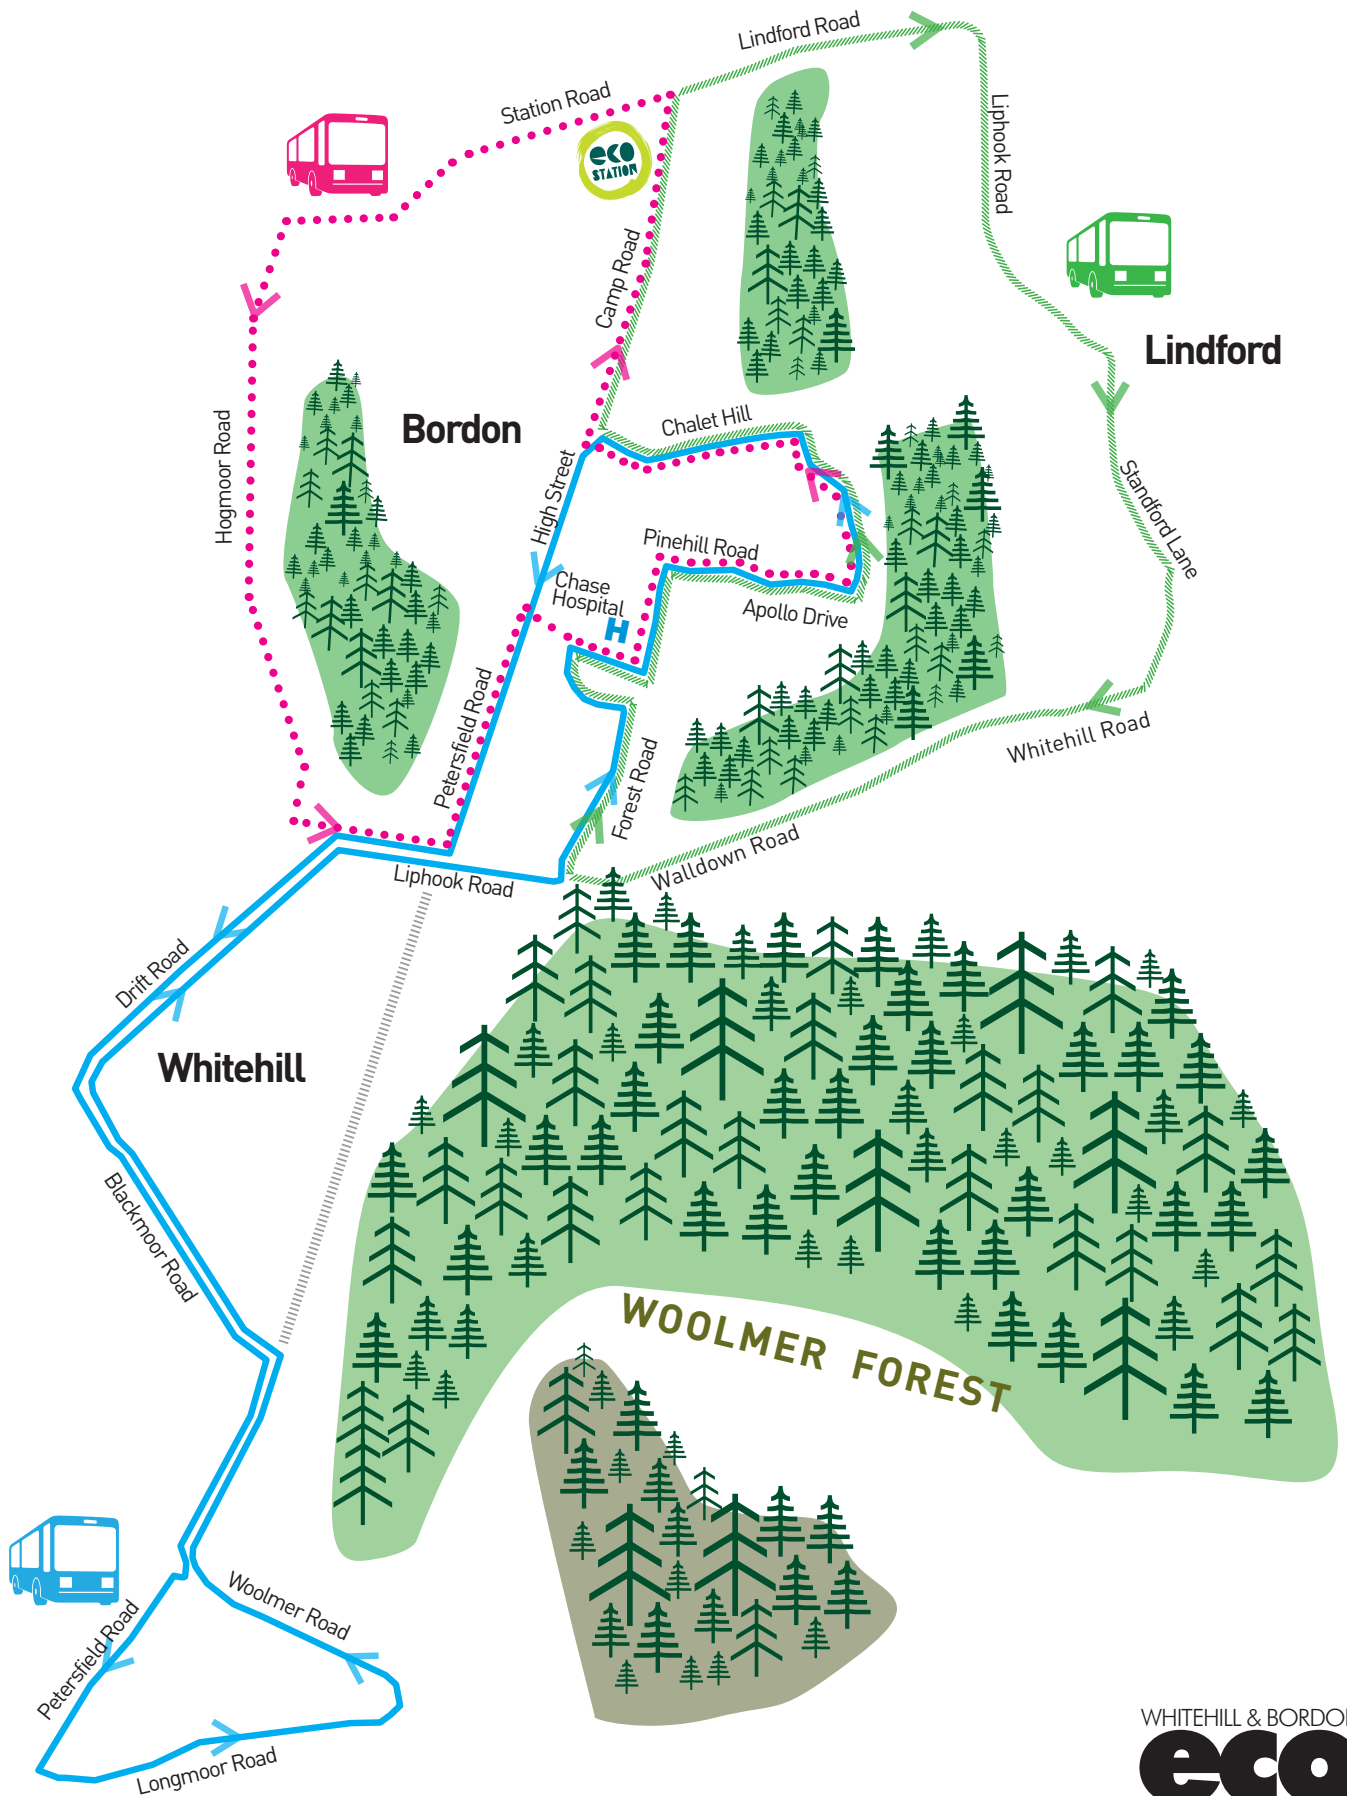 Lindford Road
Station Road
eco
STATION
Liphook Road
Camp Road
Lindford
Bordon
Chalet Hill
Hogmoor Road
High Street
Standford Lane
Pinehill Road
Chase
Hospital
H
Apollo Drive
Petersfield Road
Whitehill Road
Forest Road
Walldown Road
Liphook Road
Drift Road
Whitehill
Blackmoor Road
WOOLMER FOREST
Woolmer Road
Petersfield Road
Longmoor Road
WHITEHILL & BORDO
eco